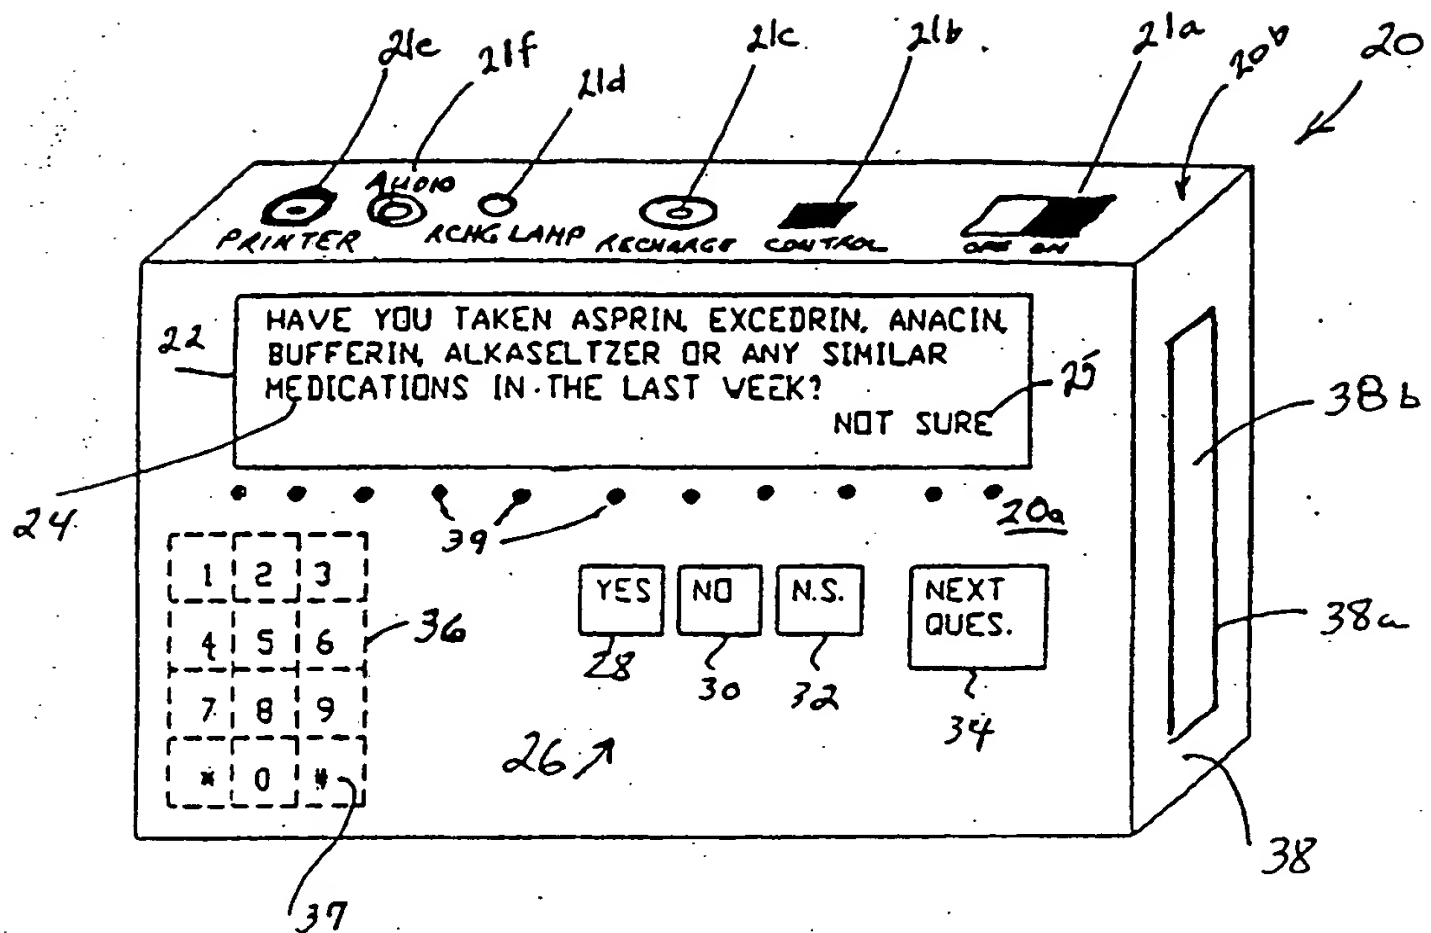 21e 21f 21d 21c 21b 21a 20b 20
AUDIO
PRINTER RCHG LAMP RECHARGE CONTROL OFF ON
22
HAVE YOU TAKEN ASPRIN, EXCEDRIN, ANACIN,
BUFFERIN, ALKASELTZER OR ANY SIMILAR
MEDICATIONS IN THE LAST WEEK?
25
NOT SURE
38b
24
39
20a
1 2 3
4 5 6
7 8 9
* 0 #
36
YES NO N.S. NEXT
QUES.
28 30 32 34
38a
26
37
38